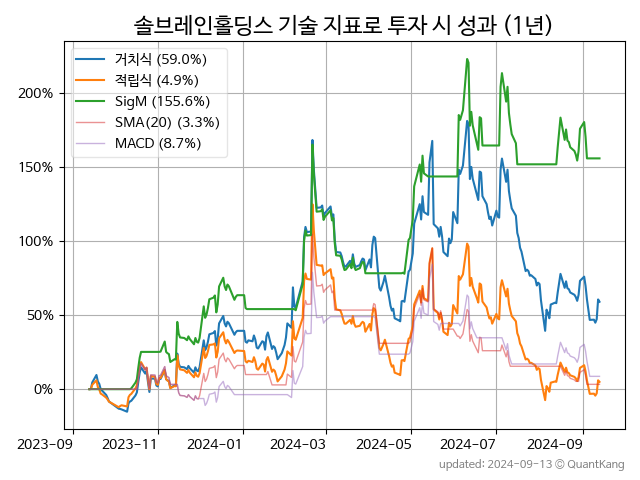 솔브레인홀딩스 기술 지표로 투자 시 성과 (1년)
거치식 (59.0%)
적립식 (4.9%)
SigM (155.6%)
SMA(20) (3.3%)
MACD (8.7%)
200%
150%
100%
50%
0%
2023-09 2023-11 2024-01 2024-03 2024-05 2024-07 2024-09
updated: 2024-09-13 ⓒ QuantKang